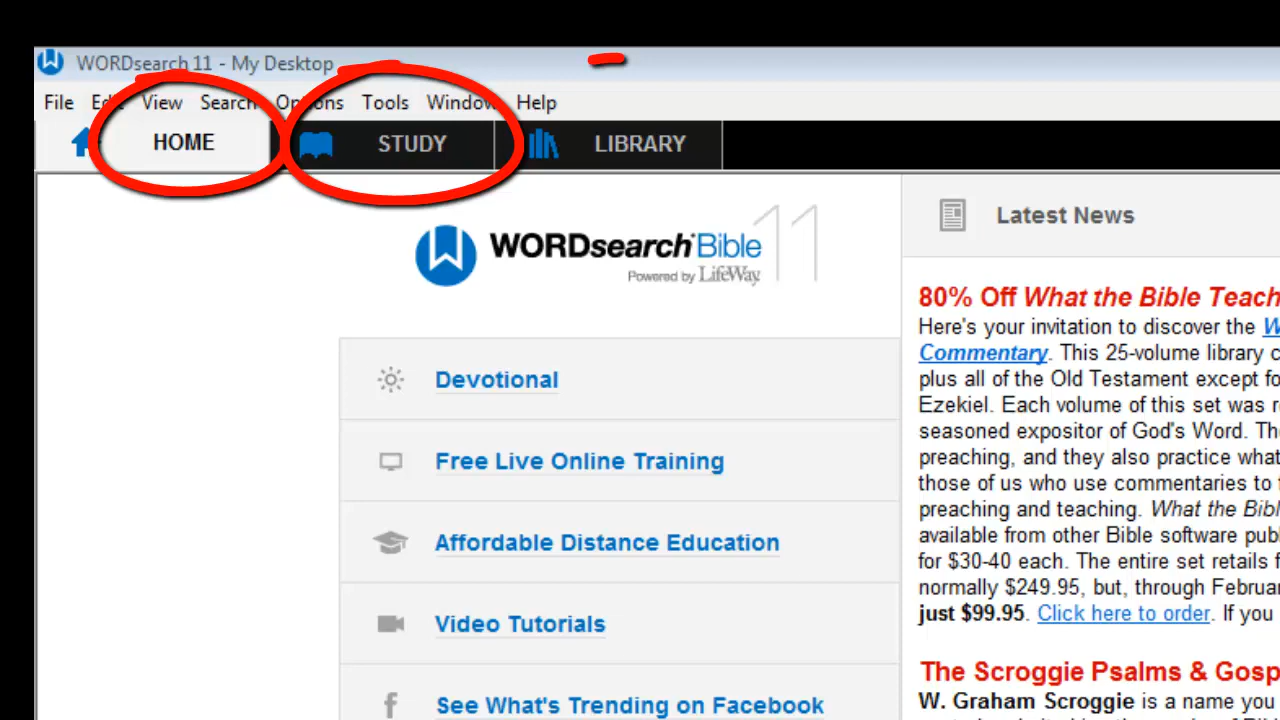 WORDsearch 11 - My Desktop
File Edit View Search Options Tools Window Help
HOME STUDY LIBRARY
WORDsearch Bible 11
Powered by LifeWay
Devotional
Free Live Online Training
Affordable Distance Education
Video Tutorials
See What's Trending on Facebook
Latest News
80% Off What the Bible Teach
Here's your invitation to discover the W
Commentary. This 25-volume library c
plus all of the Old Testament except fo
Ezekiel. Each volume of this set was r
seasoned expositor of God's Word. Th
preaching, and they also practice what
those of us who use commentaries to
preaching and teaching. What the Bibl
available from other Bible software publ
for $30-40 each. The entire set retails f
normally $249.95, but, through Februar
just $99.95. Click here to order. If you
The Scroggie Psalms & Gosp
W. Graham Scroggie is a name you